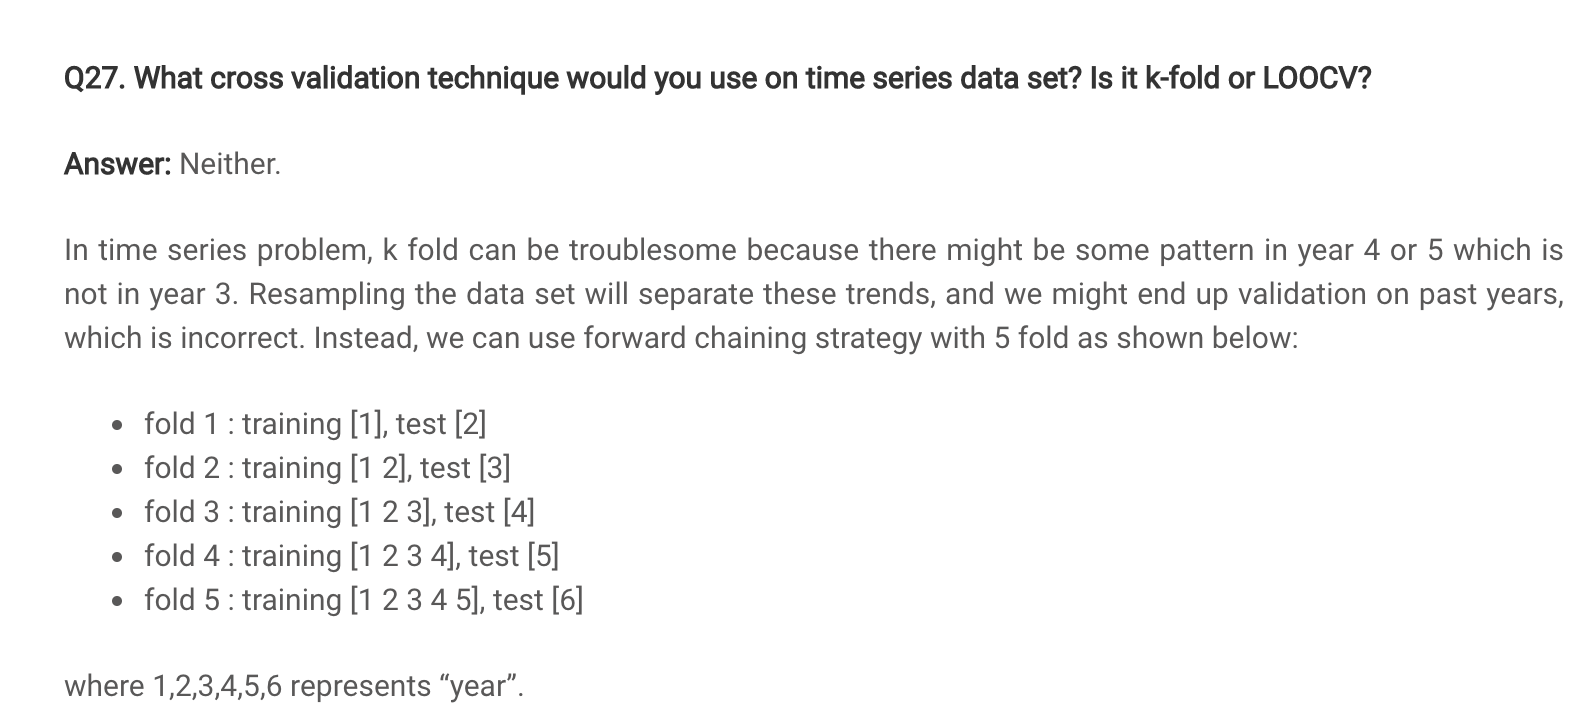 Q27. What cross validation technique would you use on time series data set? Is it k-fold or LOOCV?
Answer: Neither.
In time series problem, k fold can be troublesome because there might be some pattern in year 4 or 5 which is
not in year 3. Resampling the data set will separate these trends, and we might end up validation on past years,
which is incorrect. Instead, we can use forward chaining strategy with 5 fold as shown below:
• fold 1 : training [1], test [2]
• fold 2 : training [1 2], test [3]
• fold 3 : training [1 2 3], test [4]
• fold 4 : training [1 2 3 4], test [5]
• fold 5 : training [1 2 3 4 5], test [6]
where 1,2,3,4,5,6 represents “year”.